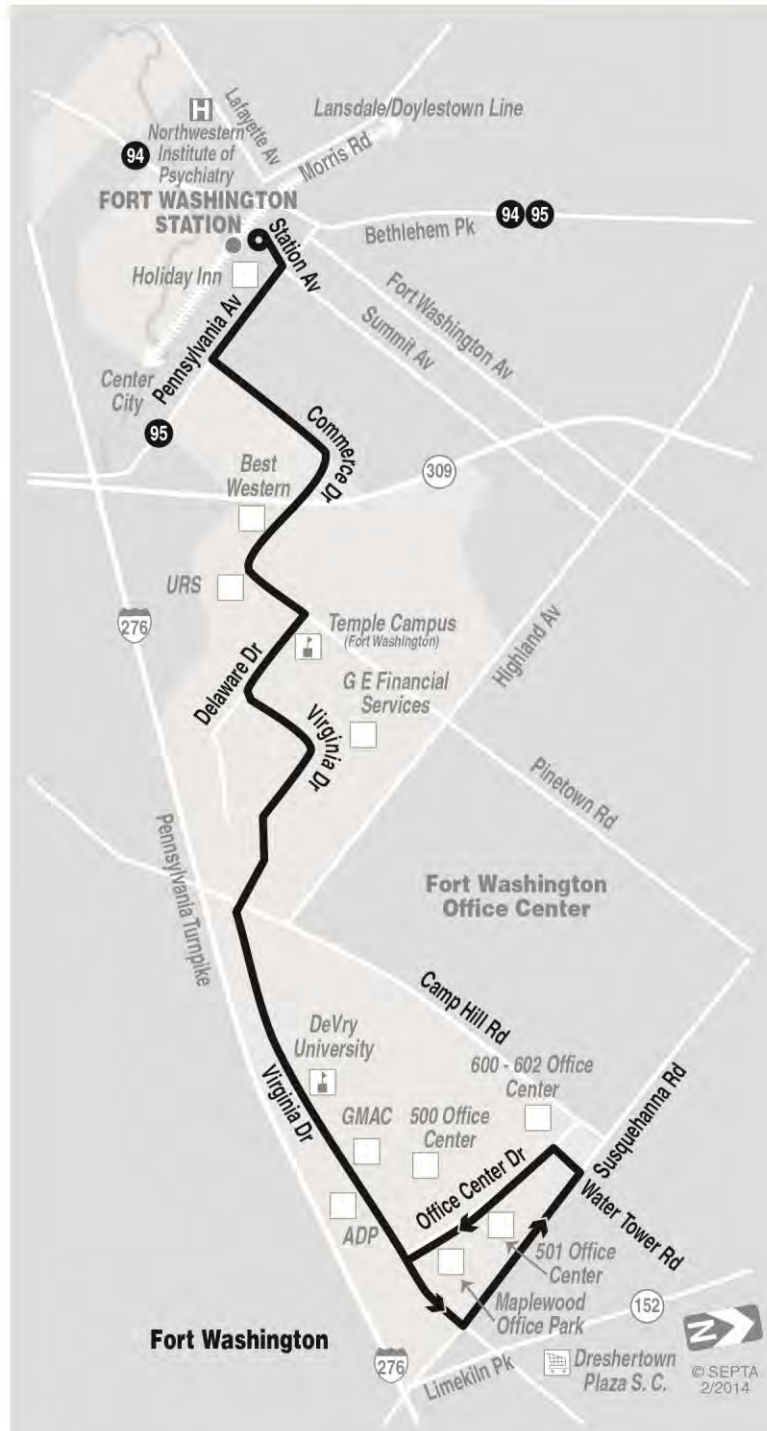 H
Northwestern
Institute of
Psychiatry
94
Lafayette Av
Lansdale/Doylestown Line
Morris Rd
FORT WASHINGTON
STATION
Station Av
Bethlehem Pk
94 95
Holiday Inn
Pennsylvania Av
Fort Washington Av
Summit Av
Center
City
95
Commerce Dr
309
Best
Western
URS
276
Temple Campus
(Fort Washington)
Highland Av
Delaware Dr
G E Financial
Services
Virginia Dr
Pinetown Rd
Pennsylvania Turnpike
Fort Washington
Office Center
Camp Hill Rd
DeVry
University
600 - 602 Office
Center
Virginia Dr
GMAC
500 Office
Center
Susquehanna Rd
Office Center Dr
Water Tower Rd
ADP
501 Office
Center
Maplewood
Office Park
152
Fort Washington
N
276
Limekiln Pk
Dreshertown
Plaza S. C.
© SEPTA
2/2014